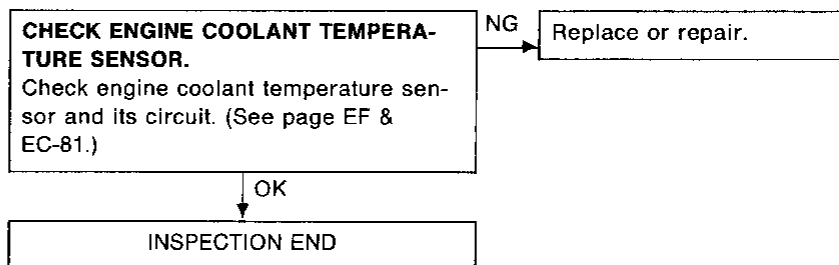 CHECK ENGINE COOLANT TEMPERA-
TURE SENSOR.
Check engine coolant temperature sen-
sor and its circuit. (See page EF &
EC-81.)
NG
Replace or repair.
OK
INSPECTION END